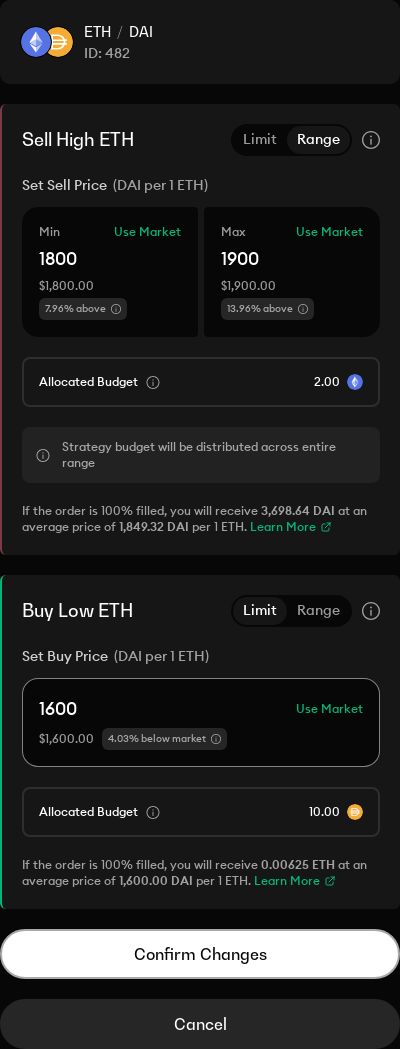 ETH / DAI
ID: 482
Sell High ETH
Limit Range
Set Sell Price (DAI per 1 ETH)
Min Use Market
1800
$1,800.00
7.96% above
Max Use Market
1900
$1,900.00
13.96% above
Allocated Budget 2.00
Strategy budget will be distributed across entire
range
If the order is 100% filled, you will receive 3,698.64 DAI at an
average price of 1,849.32 DAI per 1 ETH. Learn More
Buy Low ETH
Limit Range
Set Buy Price (DAI per 1 ETH)
1600 Use Market
$1,600.00 4.03% below market
Allocated Budget 10.00
If the order is 100% filled, you will receive 0.00625 ETH at an
average price of 1,600.00 DAI per 1 ETH. Learn More
Confirm Changes
Cancel